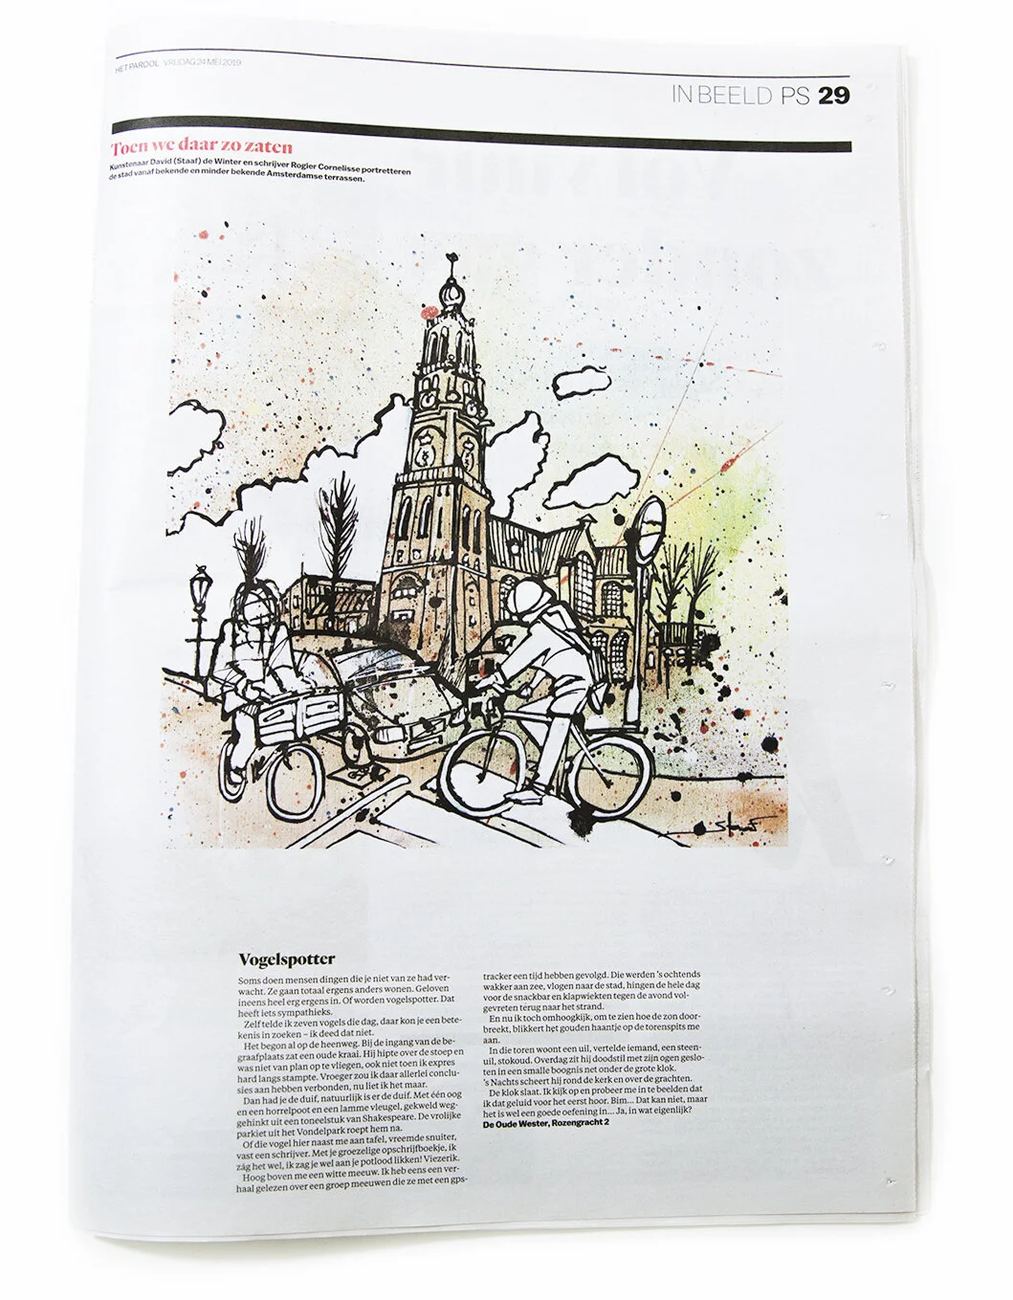 HET PAROOL VRIJDAG 24 MEI 2019
IN BEELD PS 29
Toen we daar zo zaten
Kunstenaar David (Staaf) de Winter en schrijver Rogier Cornelisse portretteren
de stad vanaf bekende en minder bekende Amsterdamse terrassen.
Staaf
Vogelspotter
Soms doen mensen dingen die je niet van ze had ver-
wacht. Ze gaan totaal ergens anders wonen. Geloven
ineens heel erg ergens in. Of worden vogelspotter. Dat
heeft iets sympathieks.
Zelf telde ik zeven vogels die dag, daar kon je een bete-
kenis in zoeken – ik deed dat niet.
Het begon al op de heenweg. Bij de ingang van de be-
graafplaats zat een oude kraai. Hij hipte over de stoep en
was niet van plan op te vliegen, ook niet toen ik expres
hard langs stampte. Vroeger zou ik daar allerlei conclu-
sies aan hebben verbonden, nu liet ik het maar.
Dan had je de duif, natuurlijk is er de duif. Met één oog
en een horrelpoot en een lamme vleugel, gekweld weg-
gehinkt uit een toneelstuk van Shakespeare. De vrolijke
parkiet uit het Vondelpark roept hem na.
Of die vogel hier naast me aan tafel, vreemde snuiter,
vast een schrijver. Met je groezelige opschrijfboekje, ik
zág het wel, ik zag je wel aan je potlood likken! Viezerik.
Hoog boven me een witte meeuw. Ik heb eens een ver-
haal gelezen over een groep meeuwen die ze met een gps-
tracker een tijd hebben gevolgd. Die werden 's ochtends
wakker aan zee, vlogen naar de stad, hingen de hele dag
voor de snackbar en klapwiekten tegen de avond vol-
gevreten terug naar het strand.
En nu ik toch omhoogkijk, om te zien hoe de zon door-
breekt, blikkert het gouden haantje op de torenspits me
aan.
In die toren woont een uil, vertelde iemand, een steen-
uil, stokoud. Overdag zit hij doodstil met zijn ogen geslo-
ten in een smalle boognis net onder de grote klok.
's Nachts scheert hij rond de kerk en over de grachten.
De klok slaat. Ik kijk op en probeer me in te beelden dat
ik dat geluid voor het eerst hoor. Bim... Dat kan niet, maar
het is wel een goede oefening in... Ja, in wat eigenlijk?
De Oude Wester, Rozengracht 2